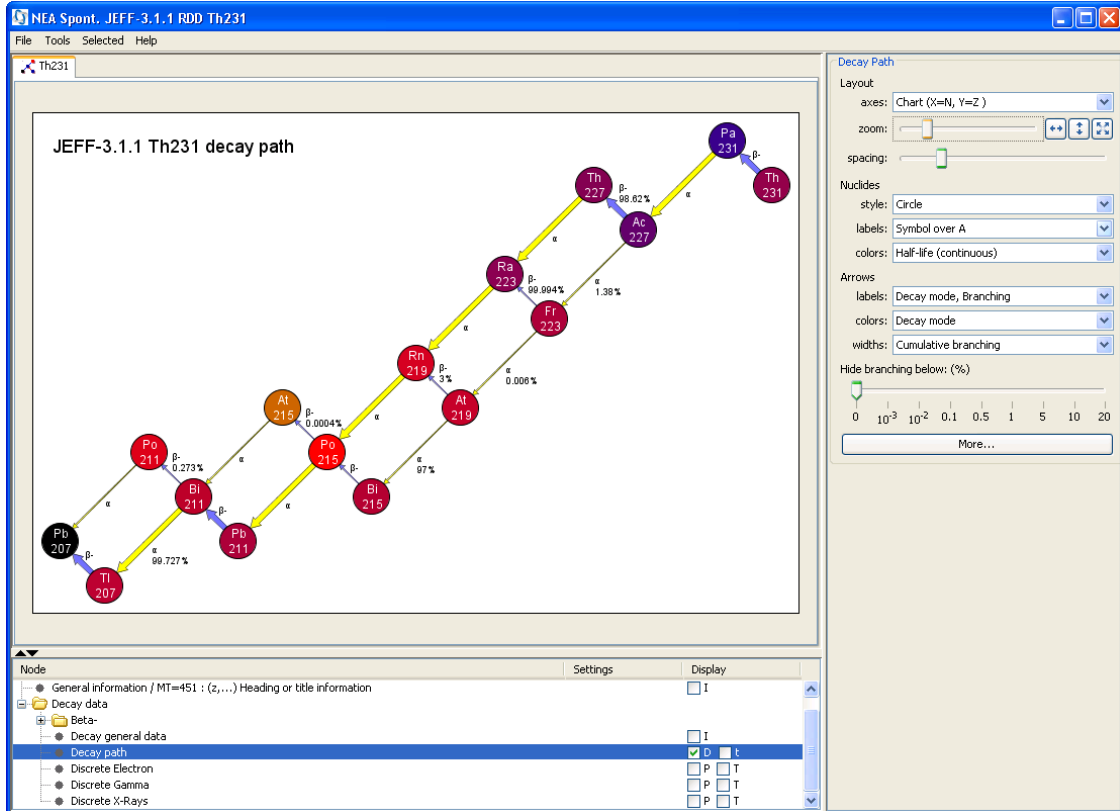 NEA Spont. JEFF-3.1.1 RDD Th231
File Tools Selected Help
Th231
JEFF-3.1.1 Th231 decay path
Pa
231
β-
Th
231
Th
227
β-
98.62%
α
Ac
227
α
Ra
223
β-
99.994%
α
1.38%
Fr
223
α
Rn
219
β-
3%
α
0.006%
At
219
At
215
β-
0.0004%
α
Po
211
β-
0.273%
α
Po
215
β-
α
97%
Bi
211
Bi
215
α
β-
α
Pb
207
Pb
211
β-
α
99.727%
Tl
207
Decay Path
Layout
axes: Chart (X=N, Y=Z )
zoom:
spacing:
Nuclides
style: Circle
labels: Symbol over A
colors: Half-life (continuous)
Arrows
labels: Decay mode, Branching
colors: Decay mode
widths: Cumulative branching
Hide branching below: (%)
0 10-3 10-2 0.1 0.5 1 5 10 20
More...
Node Settings Display
General information / MT=451 : (z,...) Heading or title information I
Decay data
Beta-
Decay general data I
Decay path D t
Discrete Electron P T
Discrete Gamma P T
Discrete X-Rays P T